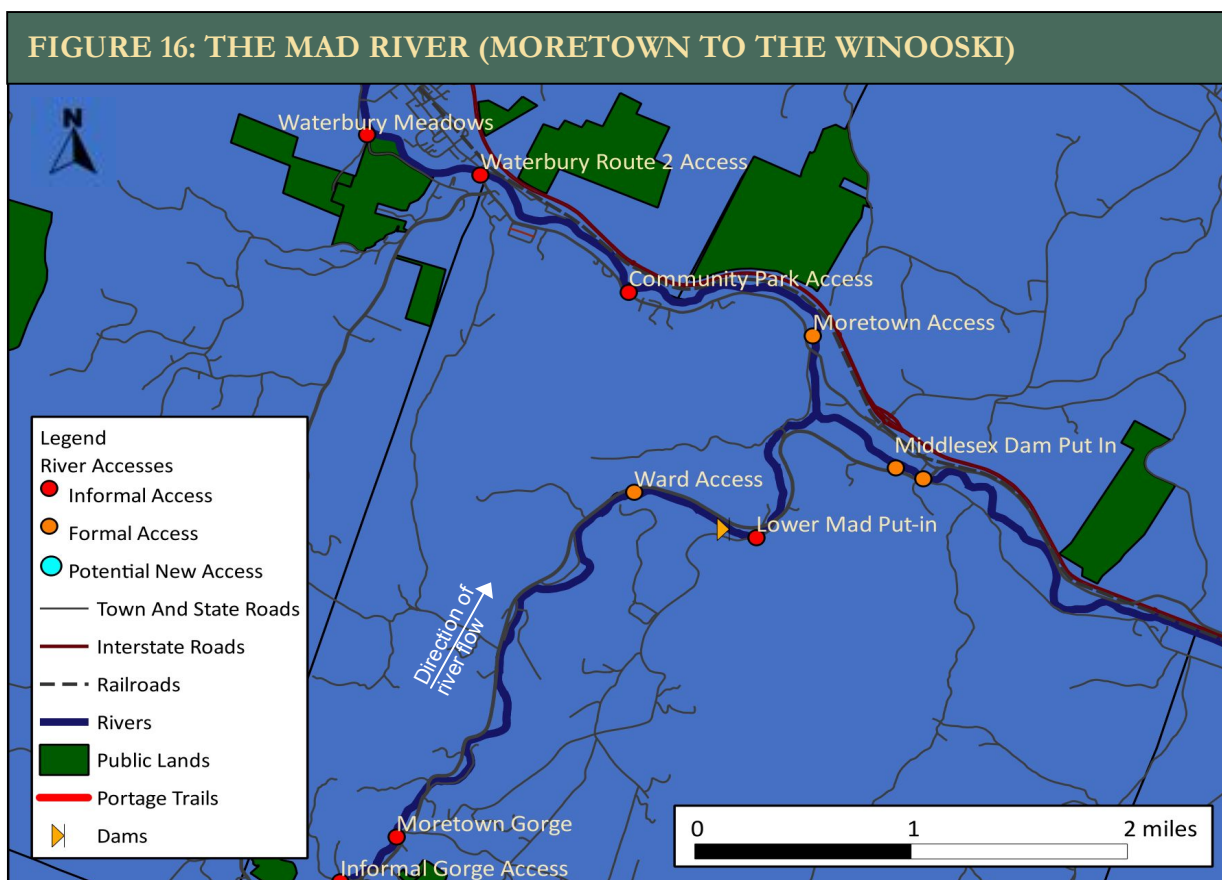 FIGURE 16: THE MAD RIVER (MORETOWN TO THE WINOOSKI)
N
Waterbury Meadows
Waterbury Route 2 Access
Community Park Access
Moretown Access
Middlesex Dam Put In
Ward Access
Lower Mad Put-in
Direction of
river flow
Moretown Gorge
Informal Gorge Access
Legend
River Accesses
Informal Access
Formal Access
Potential New Access
Town And State Roads
Interstate Roads
Railroads
Rivers
Public Lands
Portage Trails
Dams
0 1 2 miles